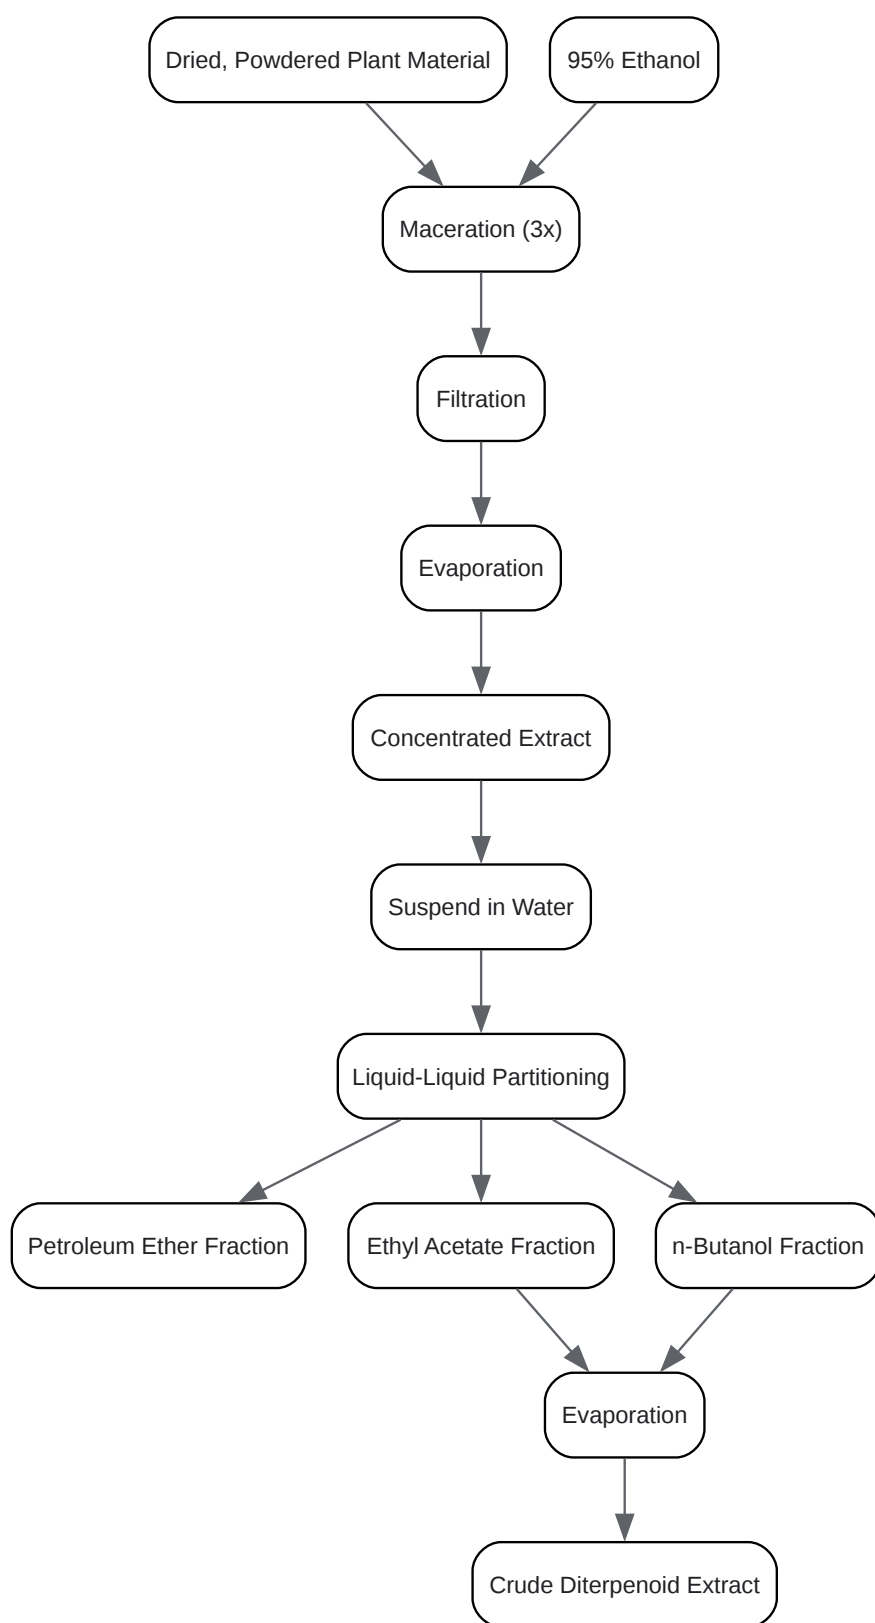 Dried, Powdered Plant Material
95% Ethanol
Maceration (3x)
Filtration
Evaporation
Concentrated Extract
Suspend in Water
Liquid-Liquid Partitioning
Petroleum Ether Fraction
Ethyl Acetate Fraction
n-Butanol Fraction
Evaporation
Crude Diterpenoid Extract